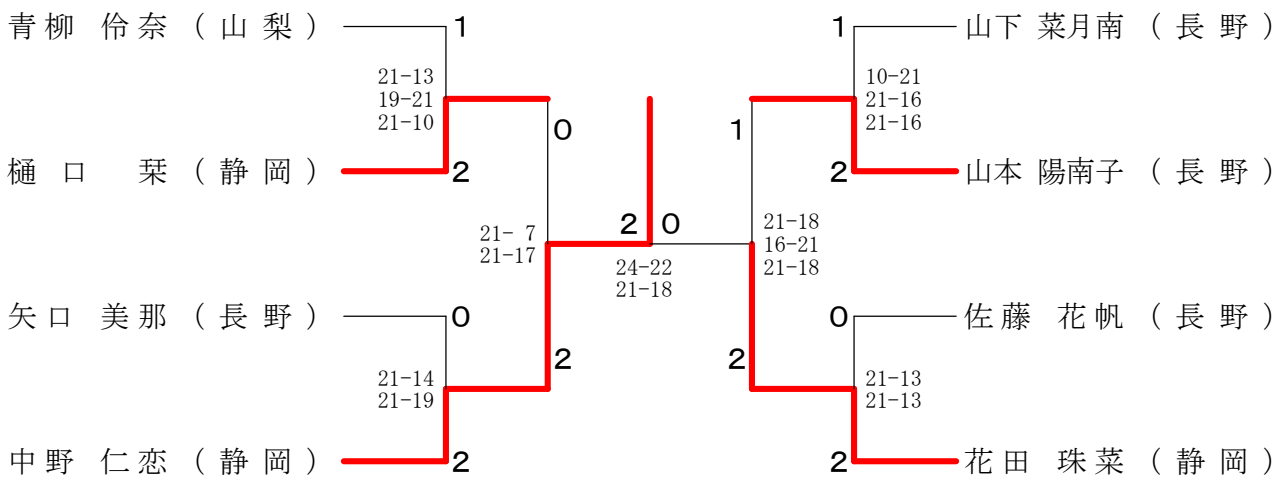 青柳 伶奈 ( 山 梨 ) 1 1 山下 菜月南 ( 長 野 )
21-13 10-21
19-21 21-16
21-10 21-16
0 1
樋 口 栞 ( 静 岡 ) 2 2 山本 陽南子 ( 長 野 )
21- 7 2 0 21-18
21-17 16-21
24-22 21-18
21-18
矢 口 美 那 ( 長 野 ) 0 0 佐 藤 花 帆 ( 長 野 )
2 2
21-14 21-13
21-19 21-13
中 野 仁 恋 ( 静 岡 ) 2 2 花 田 珠 菜 ( 静 岡 )